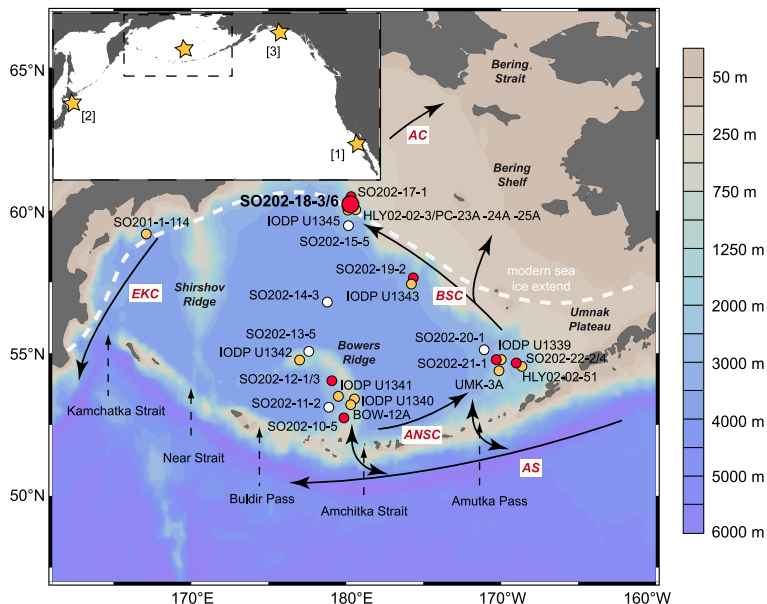 [3]
[2]
[1]
65°N
60°N
55°N
50°N
170°E
180°E
170°W
160°W
Bering
Strait
AC
Bering
Shelf
SO202-17-1
SO202-18-3/6
HLY02-02-3/PC-23A -24A -25A
IODP U1345
SO202-15-5
SO201-1-114
SO202-19-2
IODP U1343
BSC
modern sea
ice extend
EKC
Shirshov
Ridge
SO202-14-3
Umnak
Plateau
SO202-13-5
IODP U1342
Bowers
Ridge
SO202-20-1
IODP U1339
SO202-21-1
SO202-22-2/4
HLY02-02-51
UMK-3A
SO202-12-1/3
IODP U1341
SO202-11-2
IODP U1340
BOW-12A
SO202-10-5
ANSC
AS
Kamchatka Strait
Near Strait
Buldir Pass
Amchitka Strait
Amutka Pass
50 m
250 m
750 m
1250 m
2000 m
3000 m
4000 m
5000 m
6000 m